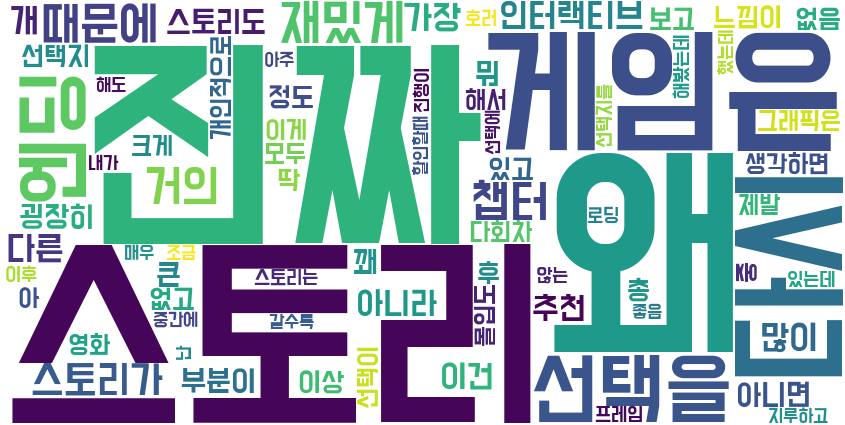 개
때문에
스토리도
재밌게
가장
호러
인터랙티브
보고
느낌이
없음
선택지
해도
진짜
아주
정도
이게
모두
딱
개인적으로
크게
내가
거의
엔딩
굉장히
할인할때
진행이
뭐
해서
선택에
있고
챕터
다회차
게임
음
해봤는데
했는데
선택지를
그래픽은
생각하면
제발
왜
로딩
다른
이후
아
매우
조금
큰
없고
중간에
스토리
스토리는
갈수록
꽤
아니라
후
몰입도
않는
추천
총
좋음
중
있는데
많이
영화
난
스토리가
부분이
이상
선택이
이건
선택을
프레임
아니면
지루하고